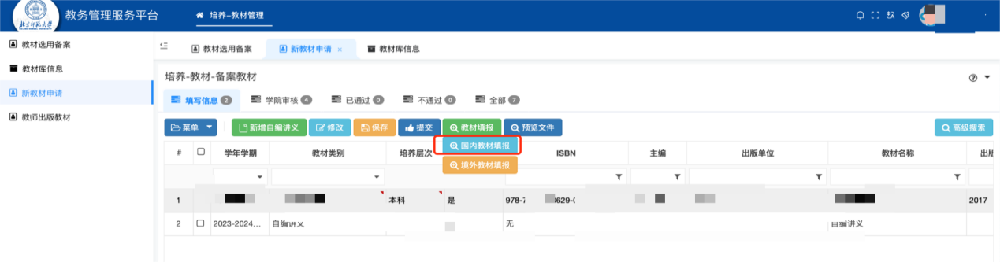 北京师范大学
教务管理服务平台
培养-教材管理
教材选用备案
教材库信息
新教材申请
教师出版教材
教材选用备案
新教材申请 ×
教材库信息
培养-教材-备案教材
填写信息 2
学院审核 4
已通过 0
不通过 0
全部 7
菜单
新增自编讲义
修改
保存
提交
教材填报
预览文件
高级搜索
国内教材填报
境外教材填报
# 学年学期 教材类别 培养层次 ISBN 主编 出版单位 教材名称 出版
1 本科 是 978-7 8629-( 2017
2 2023-2024... 自编讲义 无 自编讲义